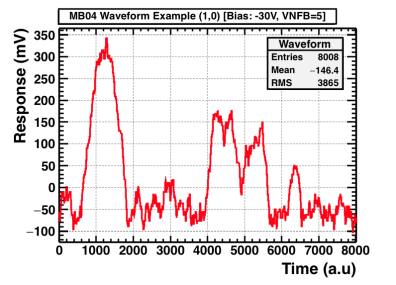 MB04 Waveform Example (1,0) [Bias: -30V, VNFB=5]
Response (mV)
350
300
250
200
150
100
50
0
−50
−100
Waveform
Entries 8008
Mean −146.4
RMS 3865
0 1000 2000 3000 4000 5000 6000 7000 8000
Time (a.u)